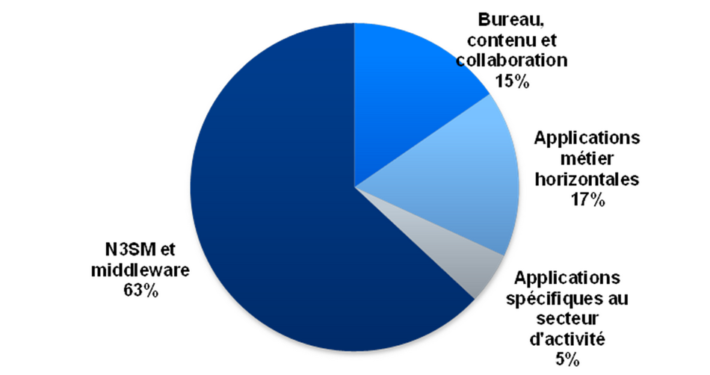 Bureau,
contenu et
collaboration
15%
Applications
métier
horizontales
17%
Applications
spécifiques au
secteur
d'activité
5%
N3SM et
middleware
63%